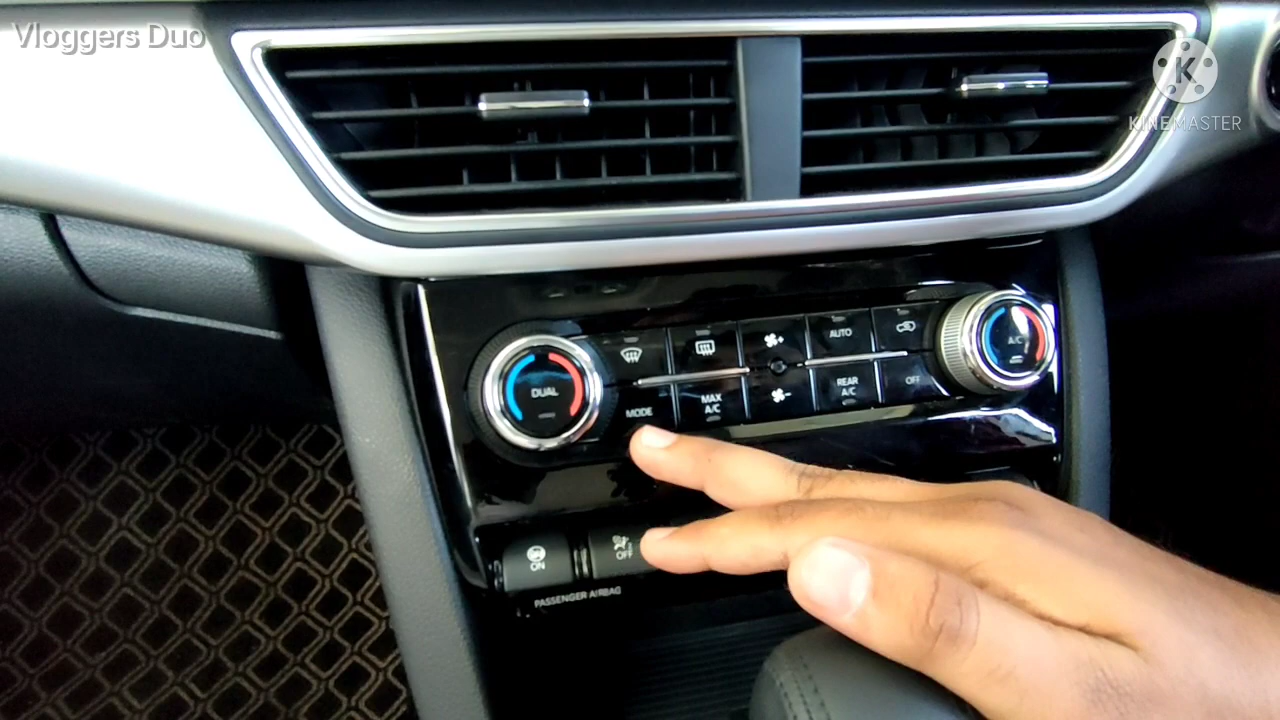 Vloggers Duo
K
KINEMASTER
AUTO
A/C
DUAL
MODE
MAX
A/C
REAR
A/C
OFF
ON
OFF
PASSENGER AIRBAG